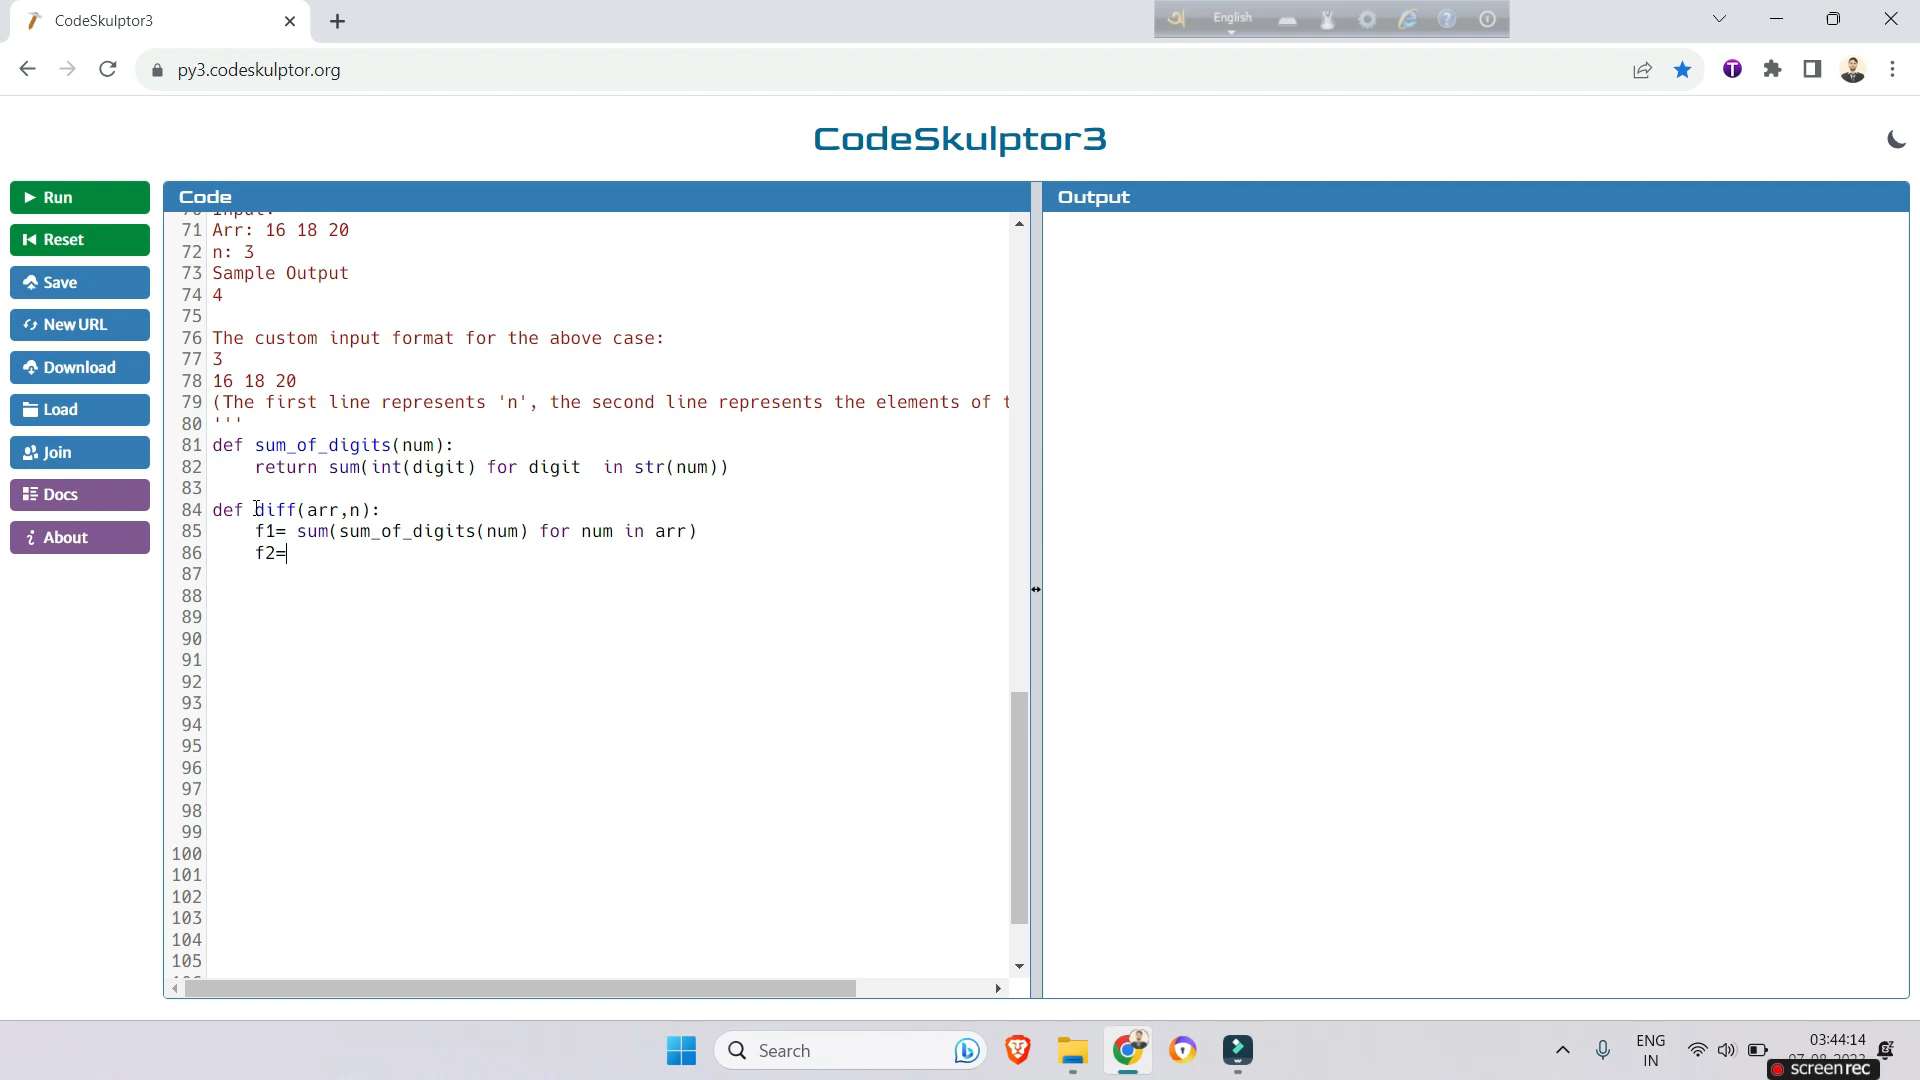 CodeSkulptor3
English
py3.codeskulptor.org
CodeSkulptor3
Run
Reset
Save
New URL
Download
Load
Join
Docs
About
Code
Output
71 Arr: 16 18 20
72 n: 3
73 Sample Output
74 4
75
76 The custom input format for the above case:
77 3
78 16 18 20
79 (The first line represents 'n', the second line represents the elements of t
80 '''
81 def sum_of_digits(num):
82 return sum(int(digit) for digit  in str(num))
83
84 def diff(arr,n):
85 f1= sum(sum_of_digits(num) for num in arr)
86 f2=
87
88
89
90
91
92
93
94
95
96
97
98
99
100
101
102
103
104
105
Search
ENG
IN
03:44:14
screenrec